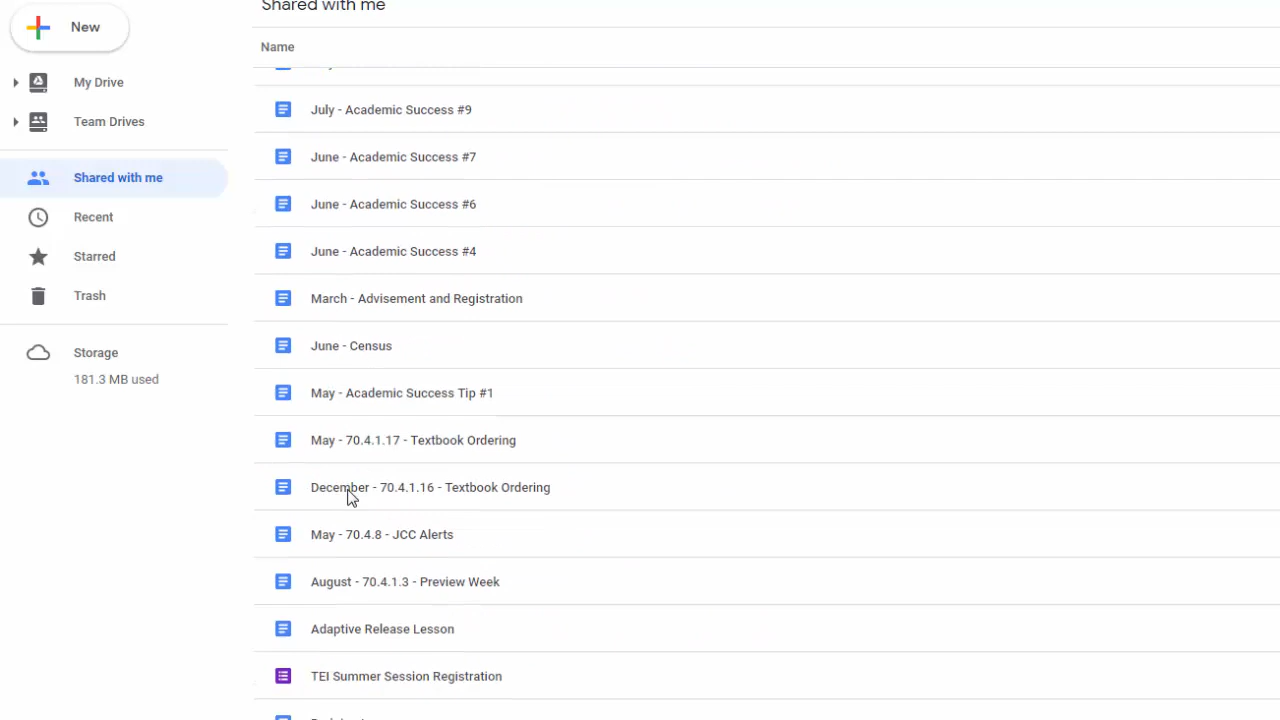 Shared with me
New
Name
My Drive
July - Academic Success #9
Team Drives
June - Academic Success #7
Shared with me
June - Academic Success #6
Recent
June - Academic Success #4
Starred
March - Advisement and Registration
Trash
June - Census
Storage
181.3 MB used
May - Academic Success Tip #1
May - 70.4.1.17 - Textbook Ordering
December - 70.4.1.16 - Textbook Ordering
May - 70.4.8 - JCC Alerts
August - 70.4.1.3 - Preview Week
Adaptive Release Lesson
TEI Summer Session Registration